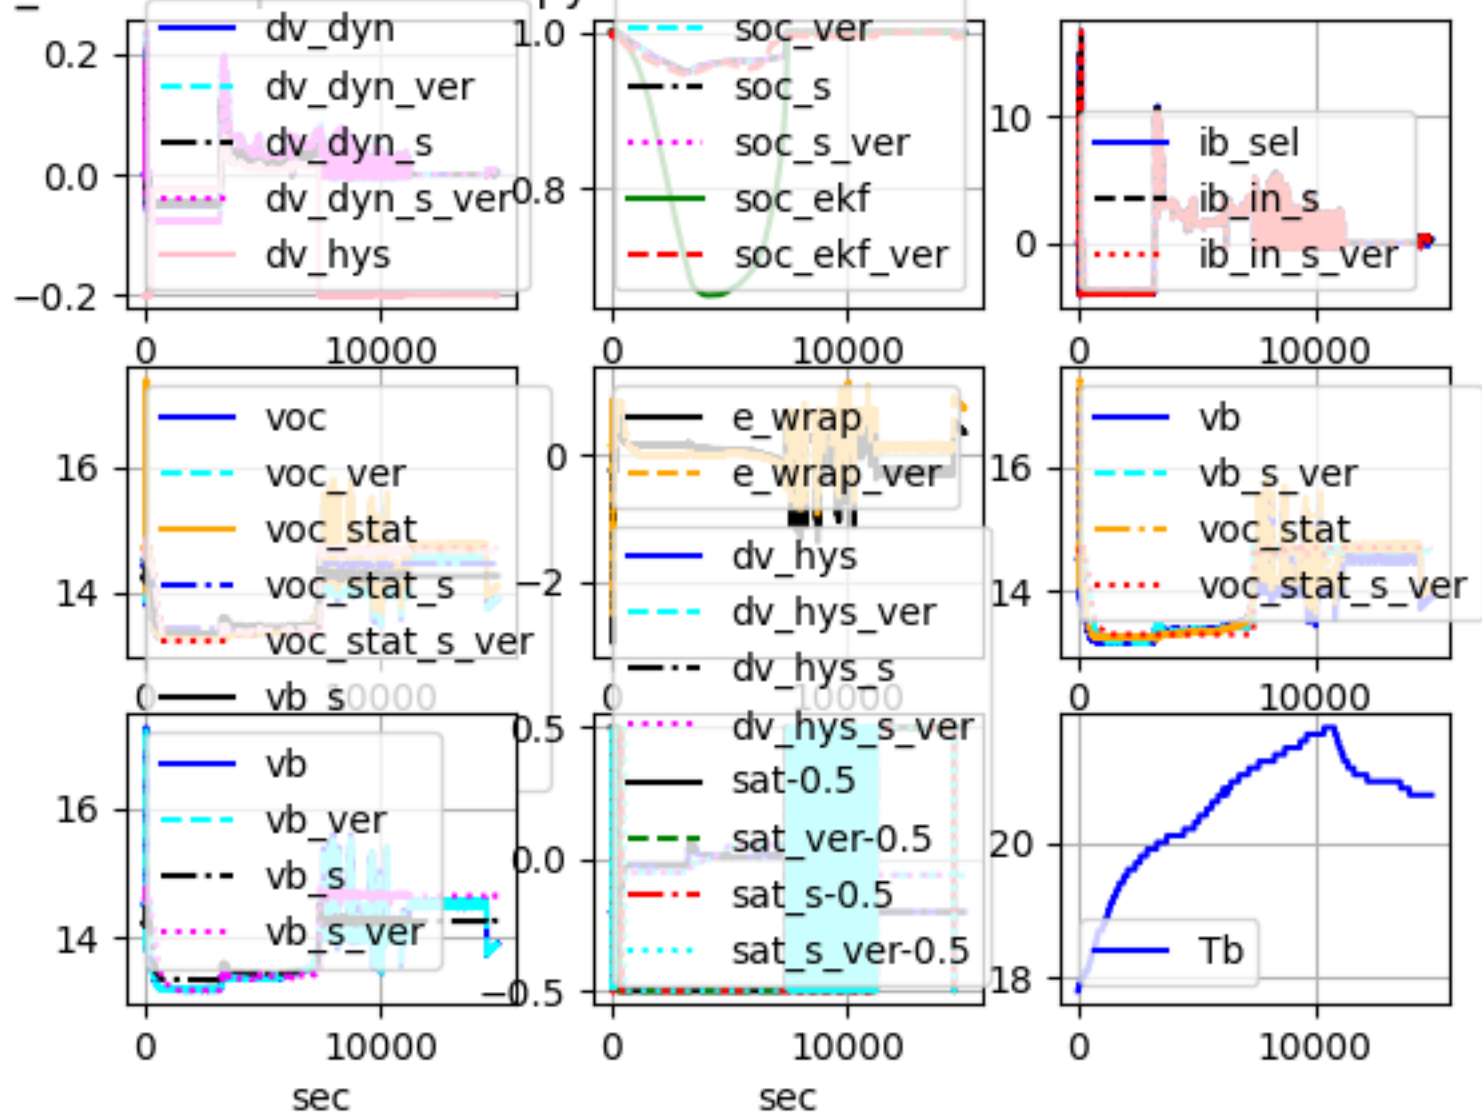 dv_dyn
dv_dyn_ver
dv_dyn_s
dv_dyn_s_ver
dv_hys
0.2
0.0
−0.2
0
10000
soc_ver
soc_s
soc_s_ver
soc_ekf
soc_ekf_ver
1.0
0.8
0
10000
ib_sel
ib_in_s
ib_in_s_ver
10
0
0
10000
voc
voc_ver
voc_stat
voc_stat_s
voc_stat_s_ver
vb_s
16
14
0
10000
e_wrap
e_wrap_ver
0
−2
0
10000
vb
vb_s_ver
voc_stat
voc_stat_s_ver
16
14
0
10000
vb
vb_ver
vb_s
vb_s_ver
16
14
0
10000
sec
dv_hys
dv_hys_ver
dv_hys_s
dv_hys_s_ver
sat-0.5
sat_ver-0.5
sat_s-0.5
sat_s_ver-0.5
0.5
0.0
−0.5
0
10000
sec
Tb
20
18
0
10000